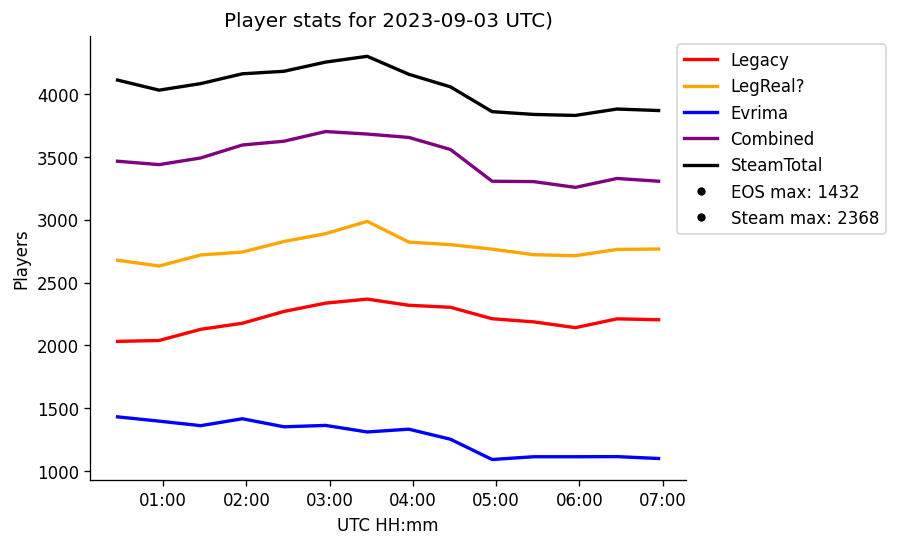 Player stats for 2023-09-03 UTC)
Legacy
LegReal?
Evrima
Combined
SteamTotal
EOS max: 1432
Steam max: 2368
Players
4000
3500
3000
2500
2000
1500
1000
01:00 02:00 03:00 04:00 05:00 06:00 07:00
UTC HH:mm